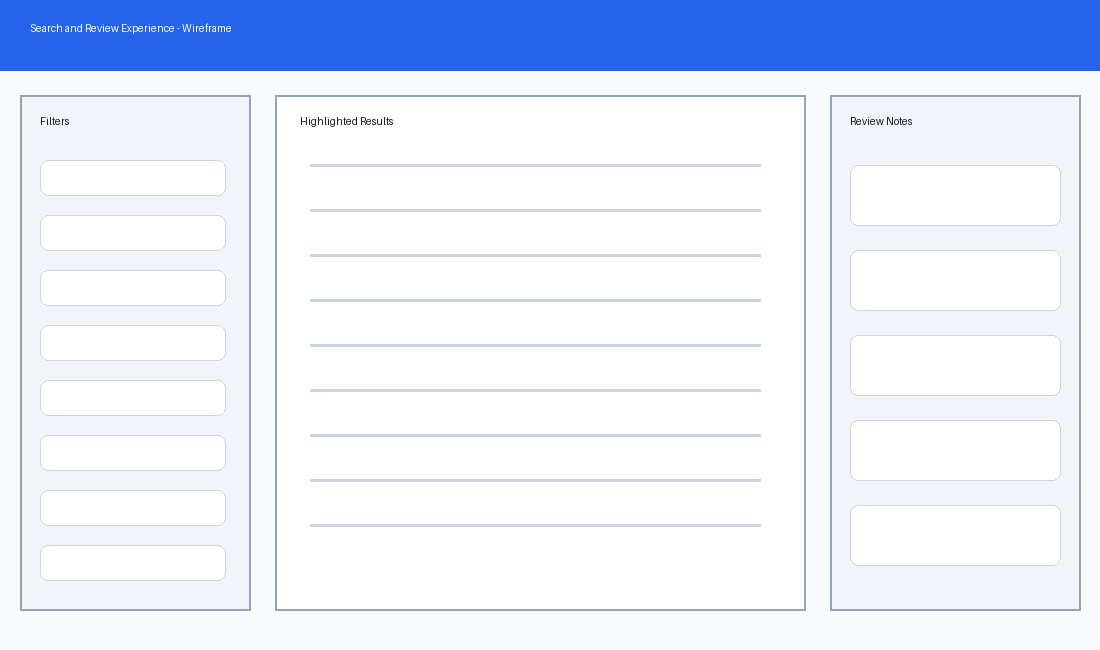 Search and Review Experience - Wireframe
Filters
Highlighted Results
Review Notes